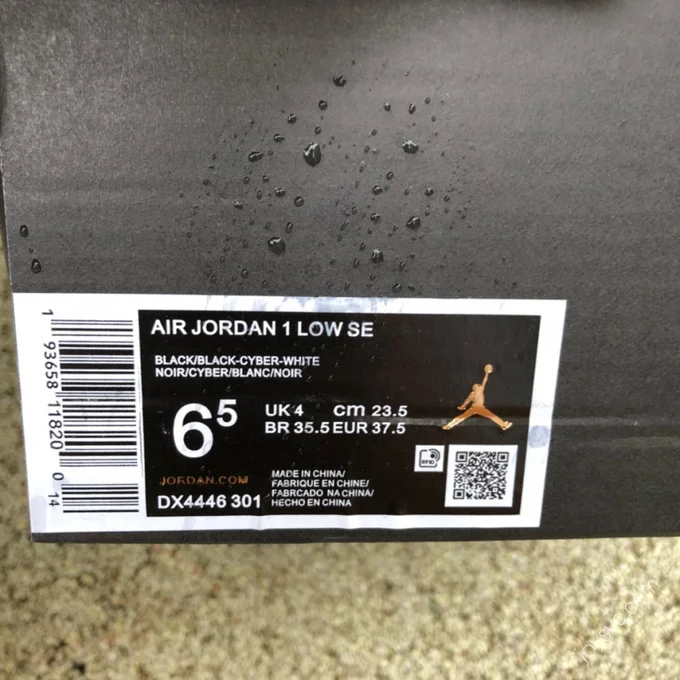 AIR JORDAN 1 LOW SE
BLACK/BLACK-CYBER-WHITE
NOIR/CYBER/BLANC/NOIR
6⁵
UK 4 cm 23.5
BR 35.5 EUR 37.5
JORDAN.COM
DX4446 301
MADE IN CHINA/
FABRIQUE EN CHINE/
FABRCADO NA CHINA/
HECHO EN CHINA
RFID
1 93658 11820 0 14